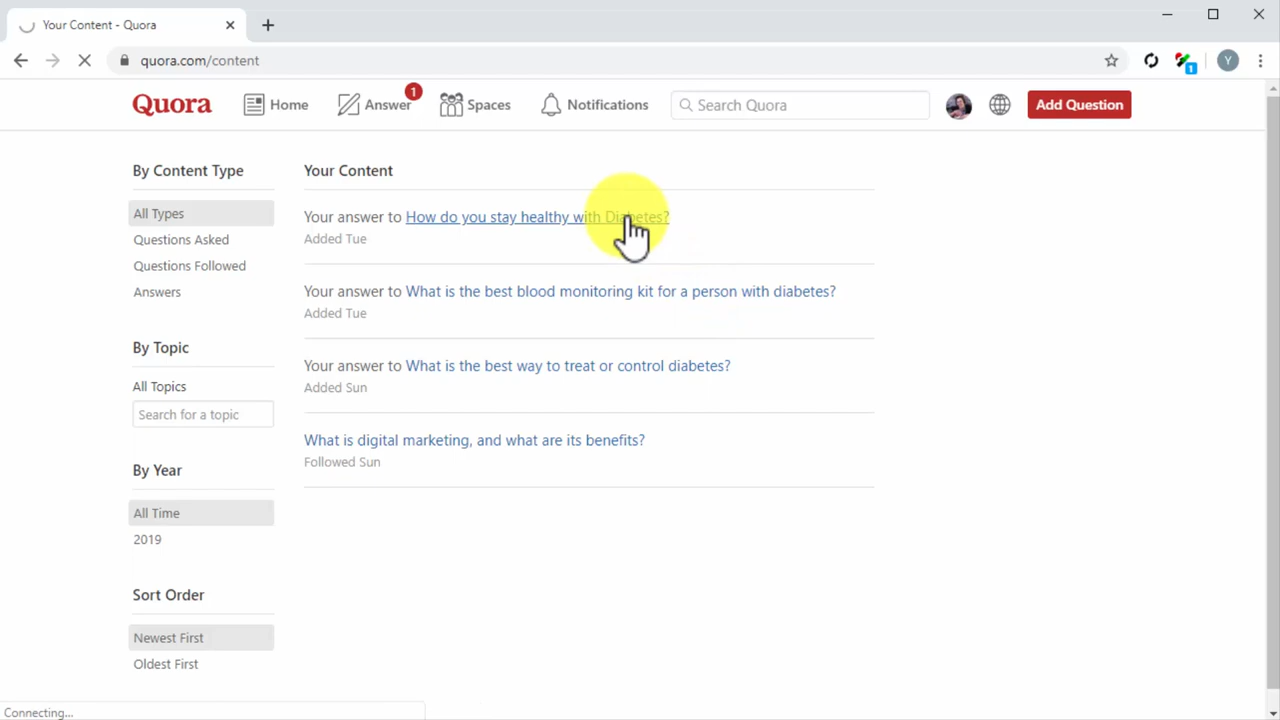 Your Content - Quora
quora.com/content
1
Y
Quora
Home
Answer
1
Spaces
Notifications
Search Quora
Add Question
By Content Type
All Types
Questions Asked
Questions Followed
Answers
By Topic
All Topics
Search for a topic
By Year
All Time
2019
Sort Order
Newest First
Oldest First
Your Content
Your answer to How do you stay healthy with Diabetes?
Added Tue
Your answer to What is the best blood monitoring kit for a person with diabetes?
Added Tue
Your answer to What is the best way to treat or control diabetes?
Added Sun
What is digital marketing, and what are its benefits?
Followed Sun
Connecting...